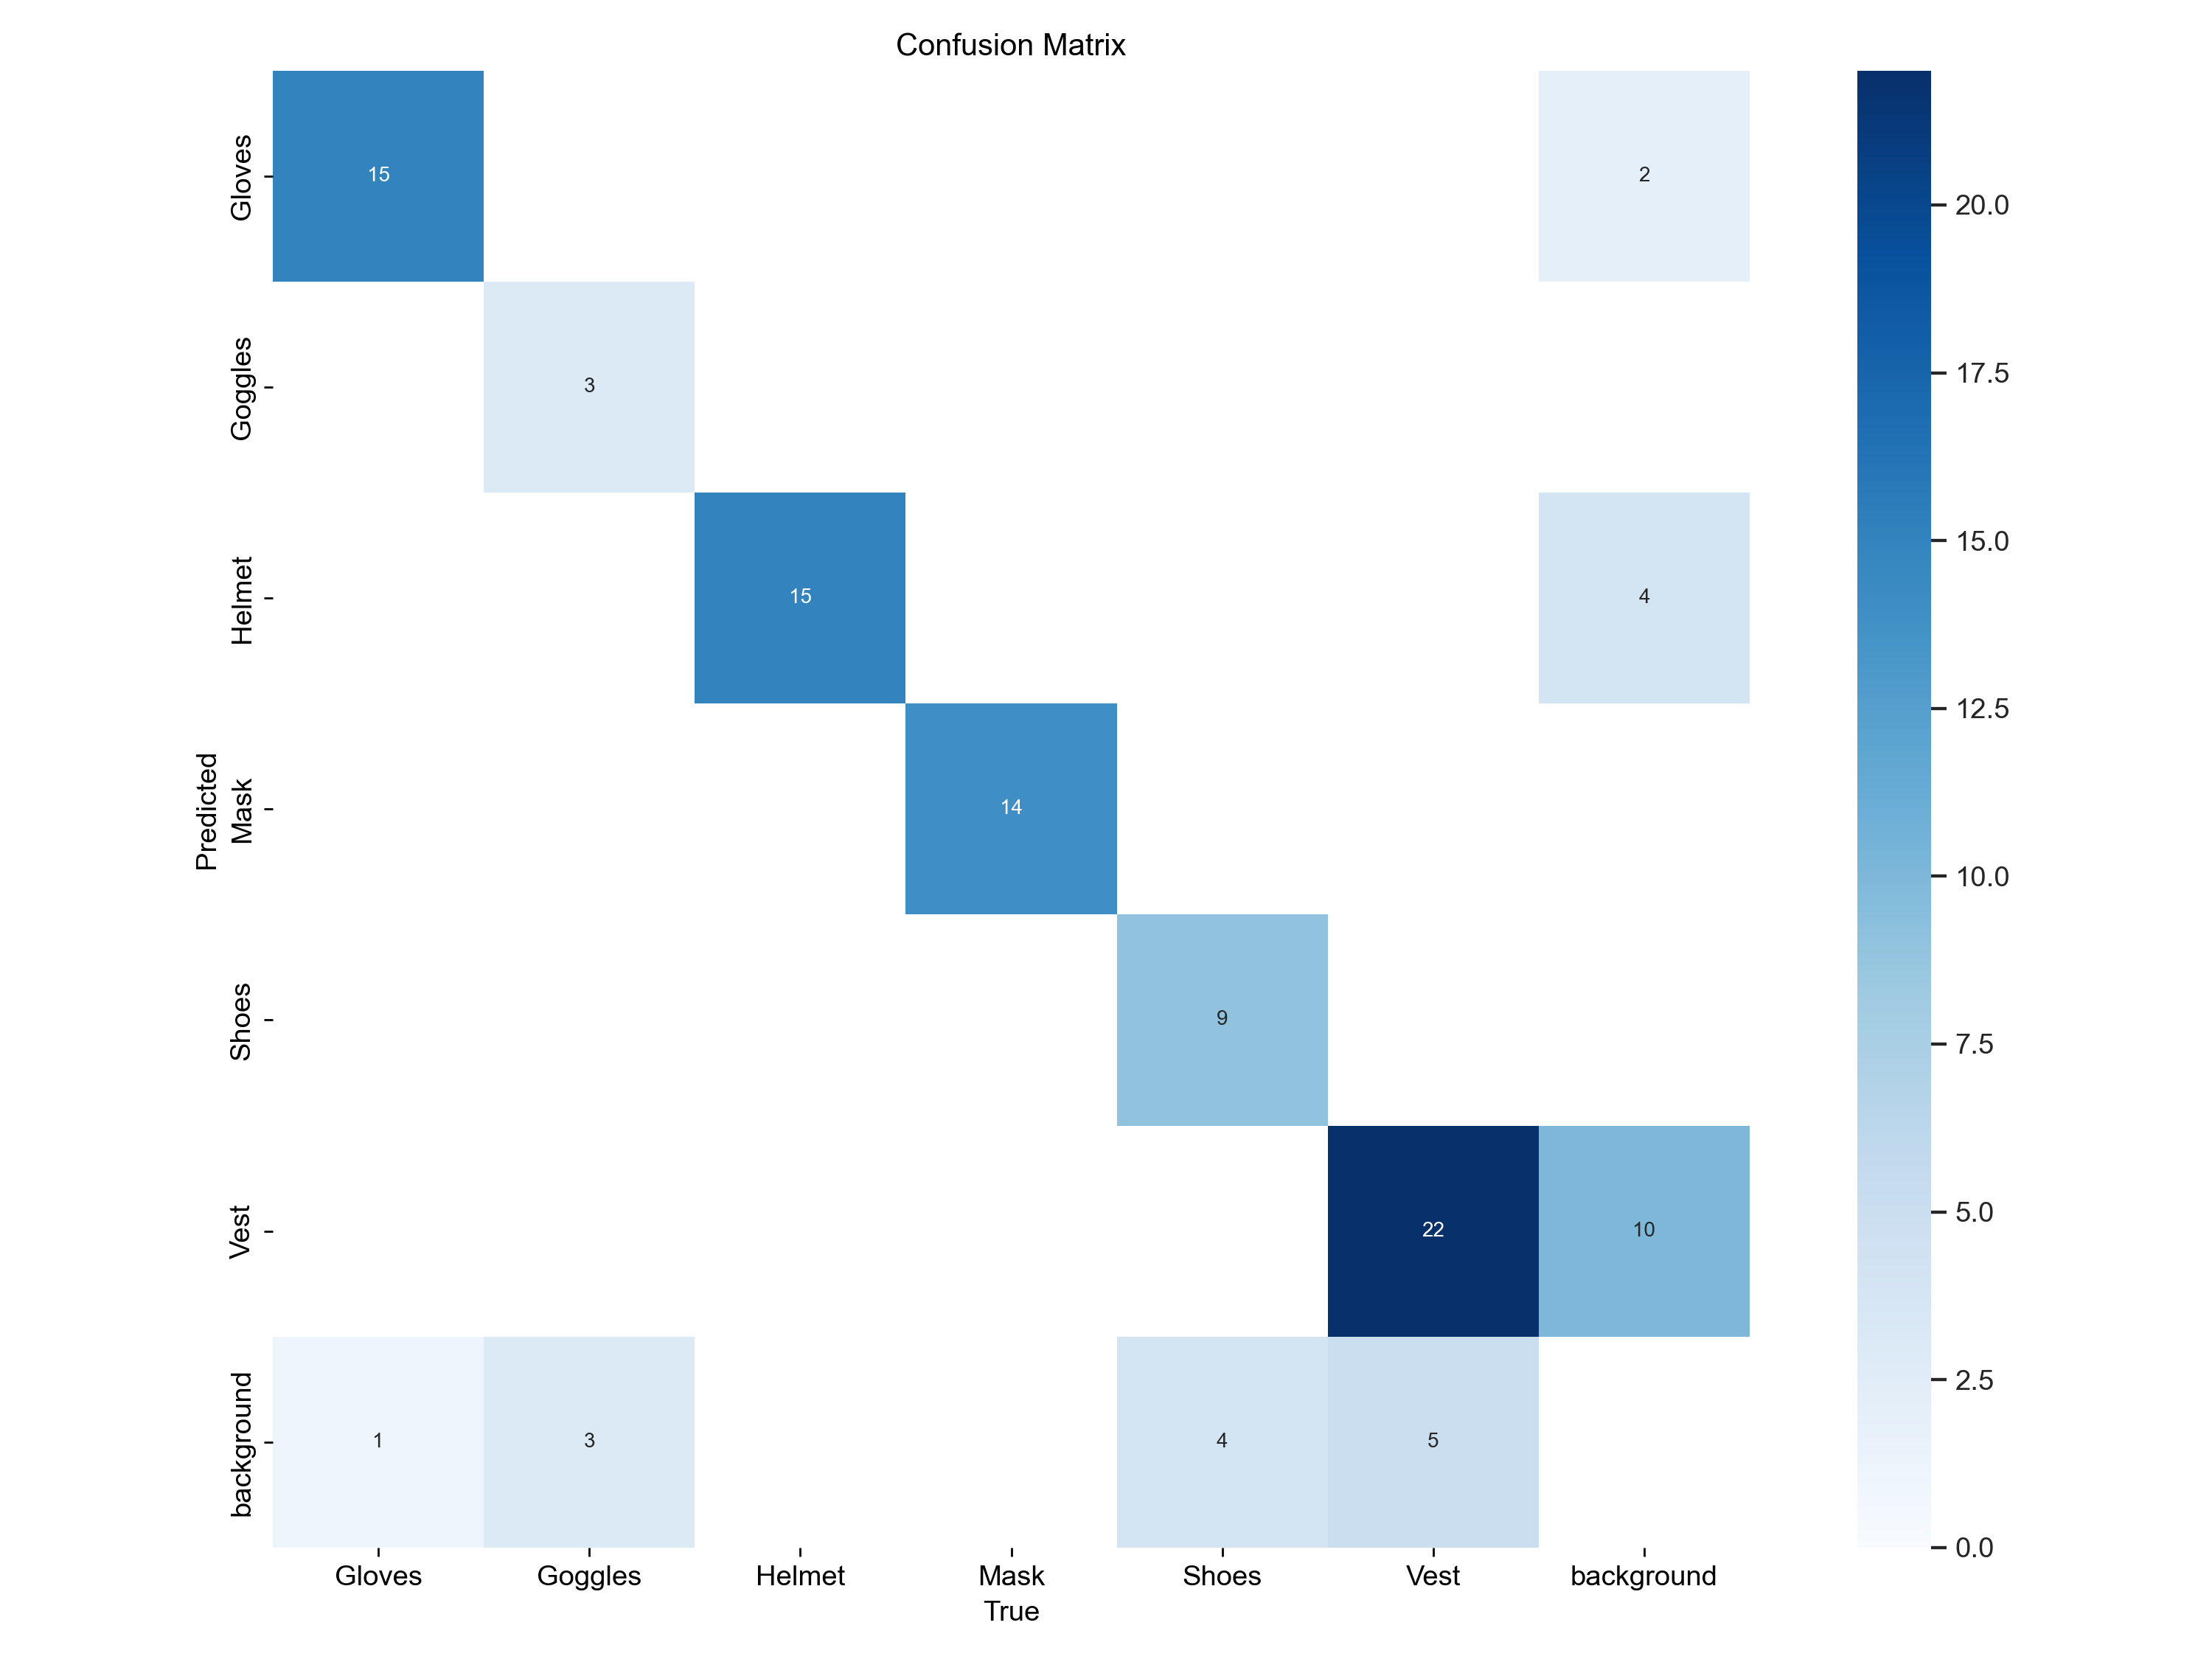 Confusion Matrix
Gloves
Goggles
Helmet
Mask
Shoes
Vest
background
Predicted
15 2
3
15 4
14
9
22 10
1 3 4 5
Gloves Goggles Helmet Mask Shoes Vest background
True
20.0
17.5
15.0
12.5
10.0
7.5
5.0
2.5
0.0